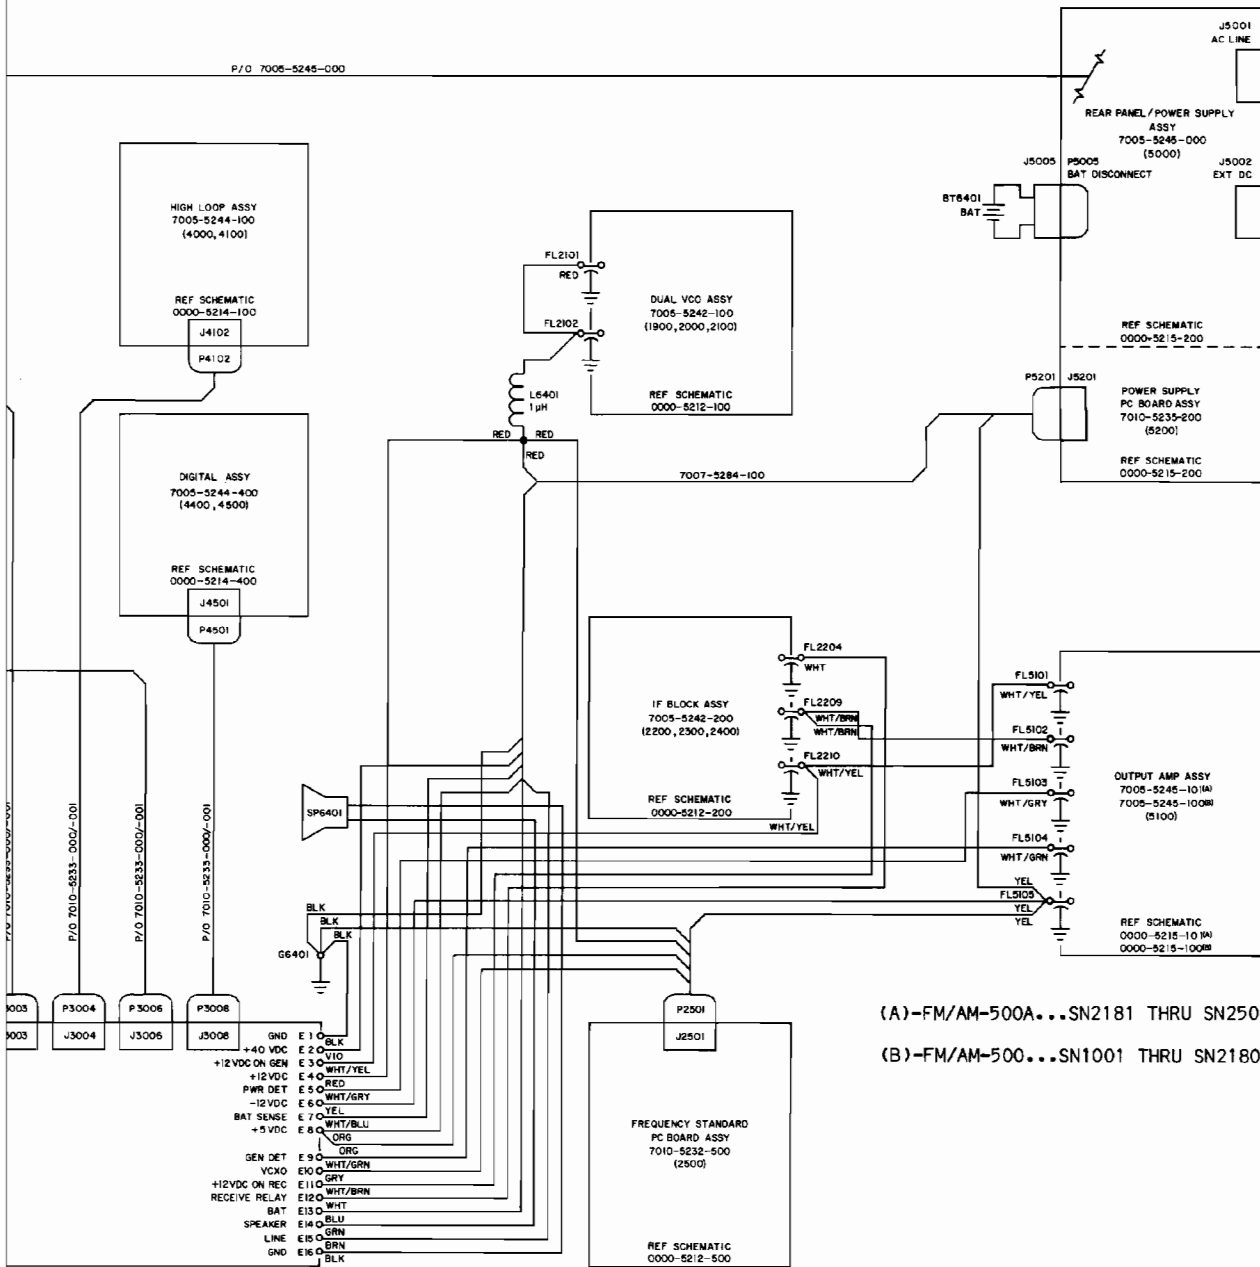 P/O 7005-5245-000
J5001
AC LINE
REAR PANEL/POWER SUPPLY
ASSY
7005-5245-000
(5000)
J5005
P5005
BAT DISCONNECT
J5002
EXT DC
BT6401
BAT
REF SCHEMATIC
0000-5215-200
HIGH LOOP ASSY
7005-5244-100
(4000,4100)
REF SCHEMATIC
0000-5214-100
J4102
P4102
FL2101
RED
FL2102
DUAL VCO ASSY
7005-5242-100
(1900,2000,2100)
REF SCHEMATIC
0000-5212-100
L6401
1µH
RED
RED
RED
7007-5284-100
P5201
J5201
POWER SUPPLY
PC BOARD ASSY
7010-5235-200
(5200)
REF SCHEMATIC
0000-5215-200
DIGITAL ASSY
7005-5244-400
(4400,4500)
REF SCHEMATIC
0000-5214-400
J4501
P4501
IF BLOCK ASSY
7005-5242-200
(2200,2300,2400)
REF SCHEMATIC
0000-5212-200
FL2204
WHT
FL2209
WHT/BRN
WHT/BRN
FL2210
WHT/YEL
WHT/YEL
FL5101
WHT/YEL
FL5102
WHT/BRN
FL5103
WHT/GRY
FL5104
WHT/GRN
YEL
FL5105
YEL
YEL
OUTPUT AMP ASSY
7005-5245-101(A)
7005-5245-100(B)
(5100)
REF SCHEMATIC
0000-5215-101(A)
0000-5215-100(B)
SP6401
P/O 7010-5233-000/-001
P/O 7010-5233-000/-001
P/O 7010-5233-000/-001
P/O 7010-5233-000/-001
BLK
BLK
BLK
G6401
3003
P3004
P3006
P3008
3003
J3004
J3006
J3008
P2501
J2501
(A)-FM/AM-500A...SN2181 THRU SN250
(B)-FM/AM-500...SN1001 THRU SN2180
GND E1 BLK
+40 VDC E2 VIO
+12VDC ON GEN E3 WHT/YEL
+12VDC E4 RED
PWR DET E5 WHT/GRY
-12VDC E6 YEL
BAT SENSE E7 WHT/BLU
+5VDC E8 ORG
ORG
GEN DET E9 WHT/GRN
VCXO E10 GRY
+12VDC ON REC E11 WHT/BRN
RECEIVE RELAY E12 WHT
BAT E13 BLU
SPEAKER E14 GRN
LINE E15 BRN
GND E16 BLK
FREQUENCY STANDARD
PC BOARD ASSY
7010-5232-500
(2500)
REF SCHEMATIC
0000-5212-500